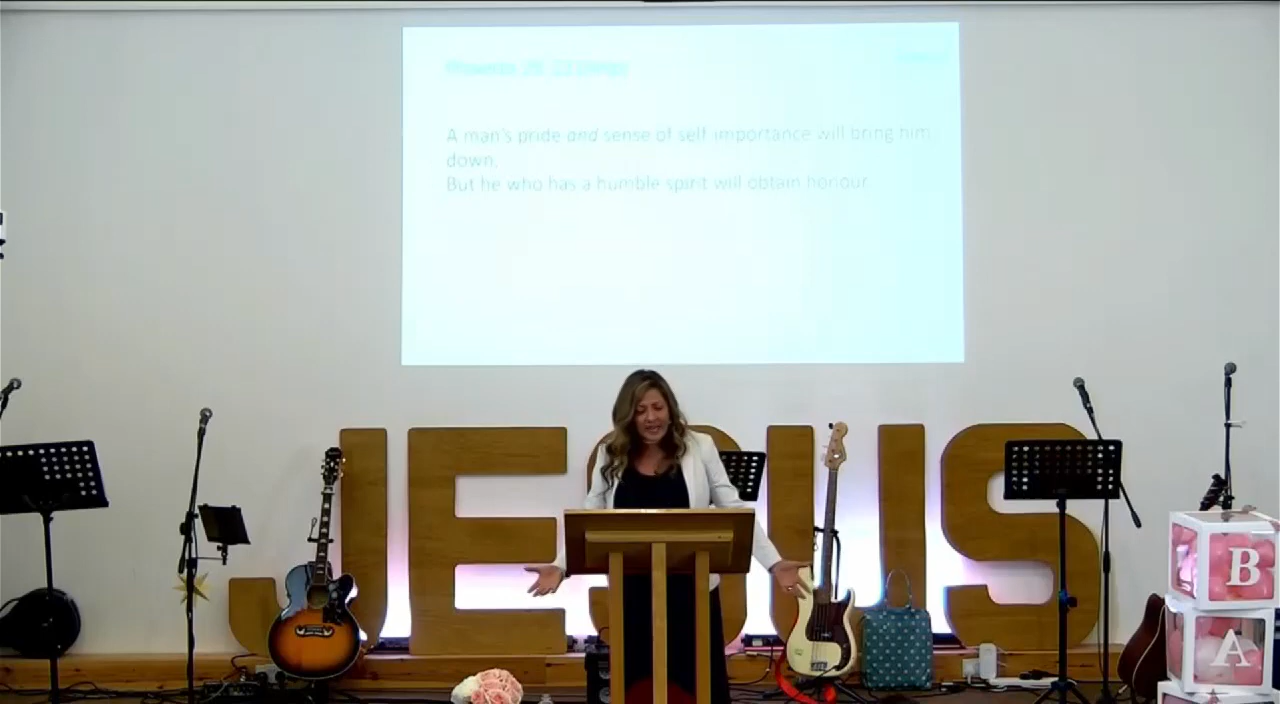 A man's pride and sense of self-importance will bring him
down,
But he who has a humble spirit will obtain honour.
JESUS
B
A